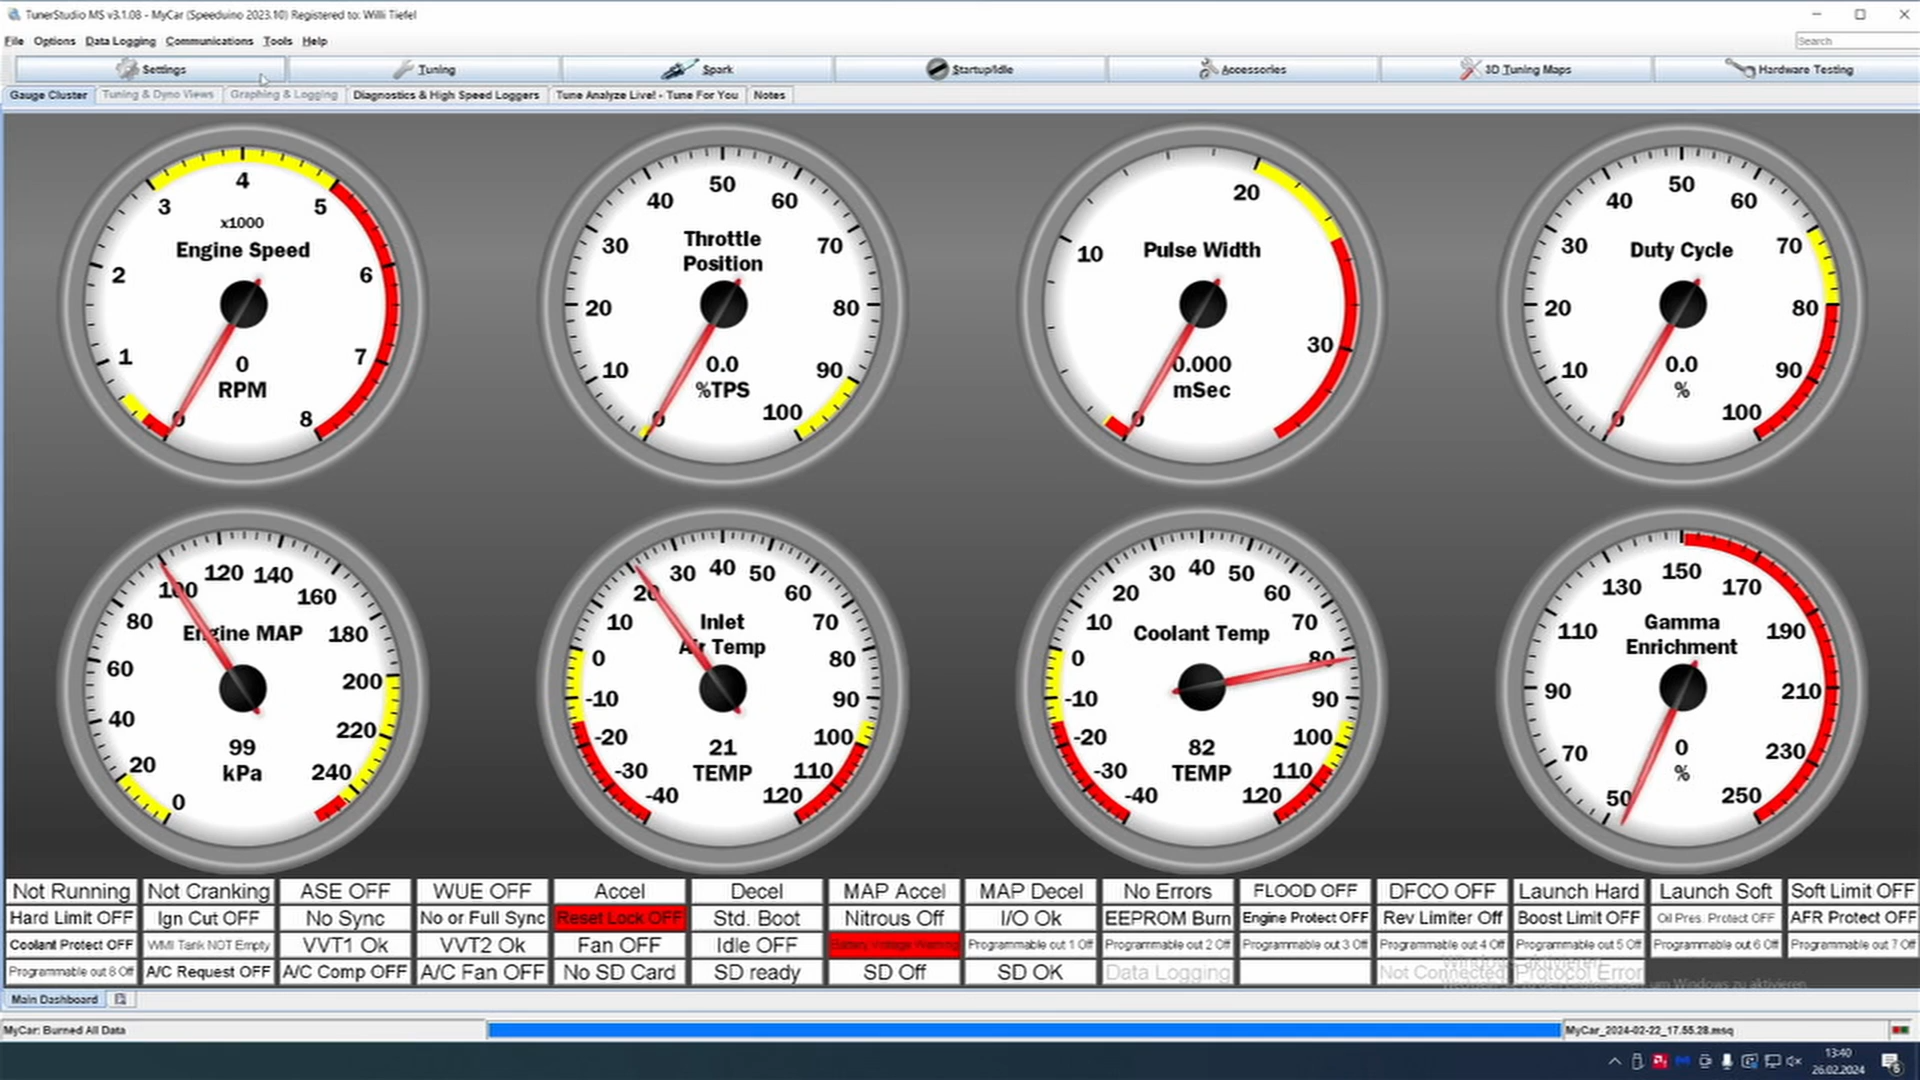 TunerStudio MS v3.1.08 - MyCar (Speeduino 2023.10) Registered to: Willi Tiefel
File Options Data Logging Communications Tools Help
Search
Settings Tuning Spark Startup/Idle Accessories 3D Tuning Maps Hardware Testing
Gauge Cluster Tuning & Dyno Views Graphing & Logging Diagnostics & High Speed Loggers Tune Analyze Live! - Tune For You Notes
0 1 2 3 4 5 6 7 8
x1000
Engine Speed
0
RPM
0 10 20 30 40 50 60 70 80 90 100
Throttle
Position
0.0
%TPS
0 10 20 30
Pulse Width
0.000
mSec
0 10 20 30 40 50 60 70 80 90 100
Duty Cycle
0.0
%
0 20 40 60 80 100 120 140 160 180 200 220 240
Engine MAP
99
kPa
-40 -30 -20 -10 0 10 20 30 40 50 60 70 80 90 100 110 120
Inlet
Air Temp
21
TEMP
-40 -30 -20 -10 0 10 20 30 40 50 60 70 80 90 100 110 120
Coolant Temp
82
TEMP
50 70 90 110 130 150 170 190 210 230 250
Gamma
Enrichment
0
%
Not Running Not Cranking ASE OFF WUE OFF Accel Decel MAP Accel MAP Decel No Errors FLOOD OFF DFCO OFF Launch Hard Launch Soft Soft Limit OFF
Hard Limit OFF Ign Cut OFF No Sync No or Full Sync Reset Lock OFF Std. Boot Nitrous Off I/O Ok EEPROM Burn Engine Protect OFF Rev Limiter Off Boost Limit OFF Oil Pres. Protect OFF AFR Protect OFF
Coolant Protect OFF WMI Tank NOT Empty VVT1 Ok VVT2 Ok Fan OFF Idle OFF Battery Voltage Warning Programmable out 1 Off Programmable out 2 Off Programmable out 3 Off Programmable out 4 Off Programmable out 5 Off Programmable out 6 Off Programmable out 7 Off
Programmable out 8 Off A/C Request OFF A/C Comp OFF A/C Fan OFF No SD Card SD ready SD Off SD OK Data Logging Not Connected Protocol Error
Windows aktivieren
um Windows zu aktivieren.
Main Dashboard
MyCar: Burned All Data
MyCar_2024-02-22_17.55.28.msq
13:40
26.02.2024